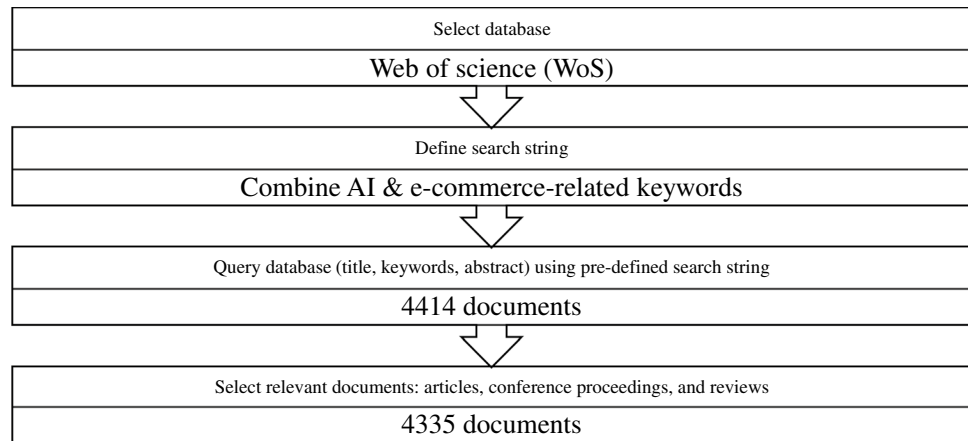 Select database
Web of science (WoS)
Define search string
Combine AI & e-commerce-related keywords
Query database (title, keywords, abstract) using pre-defined search string
4414 documents
Select relevant documents: articles, conference proceedings, and reviews
4335 documents